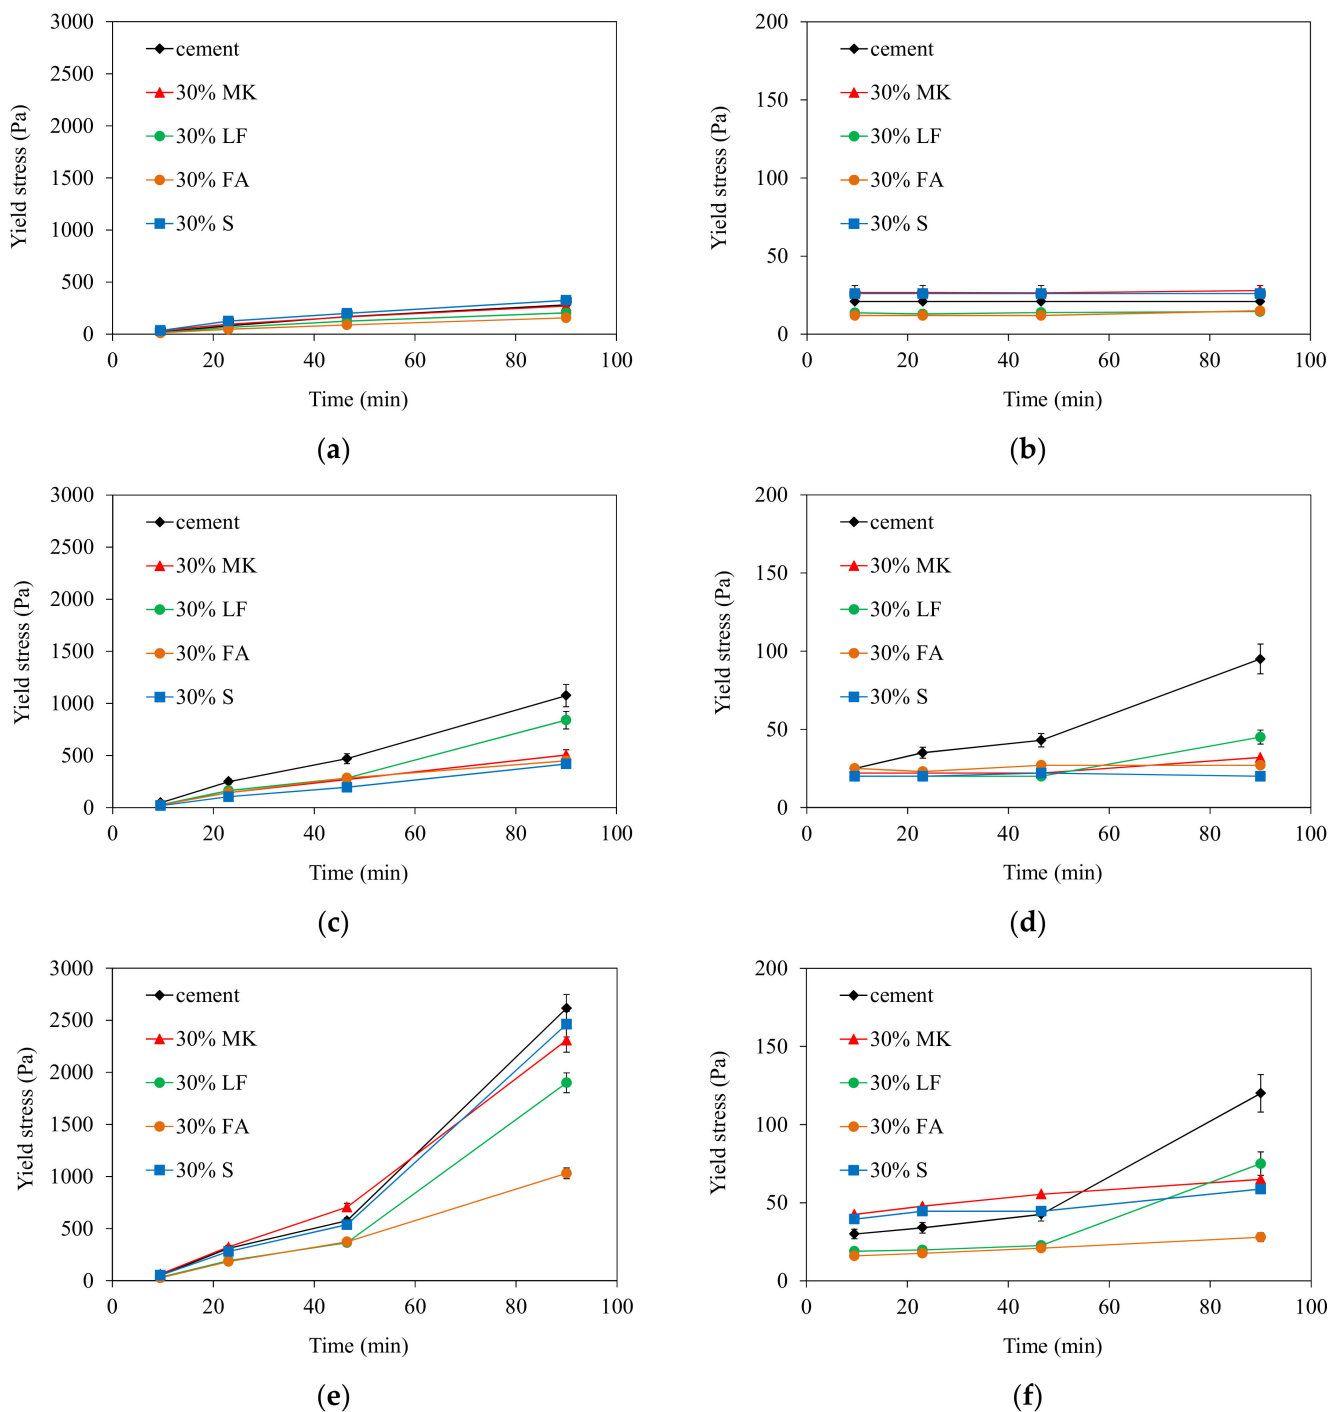 3000
2500
2000
1500
1000
500
0
Yield stress (Pa)
cement
30% MK
30% LF
30% FA
30% S
0 20 40 60 80 100
Time (min)
(a)
200
150
100
50
0
Yield stress (Pa)
cement
30% MK
30% LF
30% FA
30% S
0 20 40 60 80 100
Time (min)
(b)
3000
2500
2000
1500
1000
500
0
Yield stress (Pa)
cement
30% MK
30% LF
30% FA
30% S
0 20 40 60 80 100
Time (min)
(c)
200
150
100
50
0
Yield stress (Pa)
cement
30% MK
30% LF
30% FA
30% S
0 20 40 60 80 100
Time (min)
(d)
3000
2500
2000
1500
1000
500
0
Yield stress (Pa)
cement
30% MK
30% LF
30% FA
30% S
0 20 40 60 80 100
Time (min)
(e)
200
150
100
50
0
Yield stress (Pa)
cement
30% MK
30% LF
30% FA
30% S
0 20 40 60 80 100
Time (min)
(f)